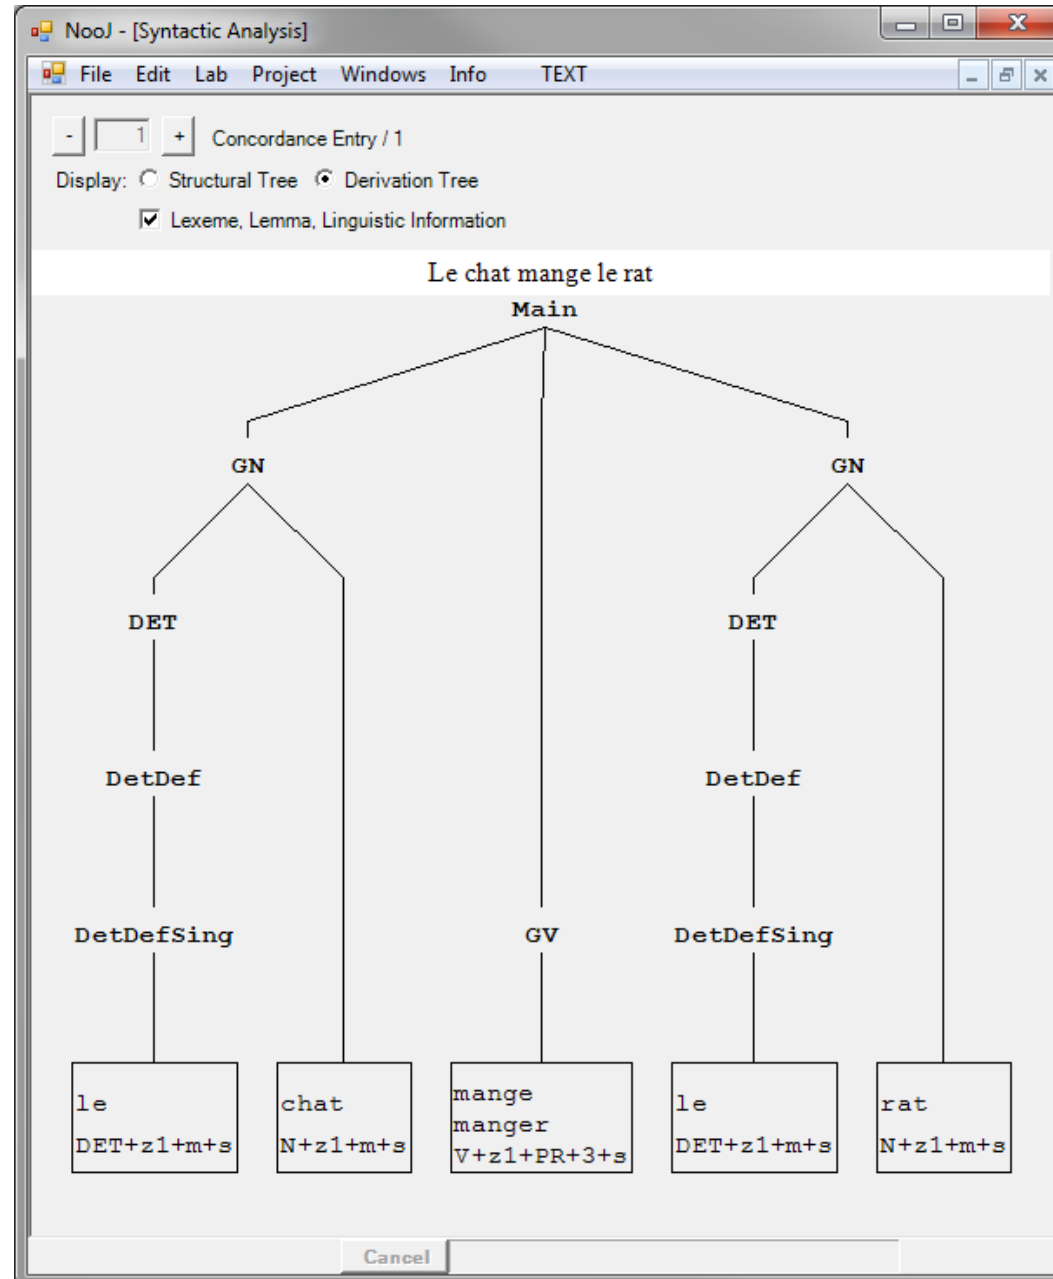 NooJ - [Syntactic Analysis]
File Edit Lab Project Windows Info TEXT
- 1 + Concordance Entry / 1
Display: Structural Tree Derivation Tree
Lexeme, Lemma, Linguistic Information
Le chat mange le rat
Main
GN GN
DET DET
DetDef DetDef
DetDefSing GV DetDefSing
le chat mange le rat
manger
DET+z1+m+s N+z1+m+s V+z1+PR+3+s DET+z1+m+s N+z1+m+s
Cancel